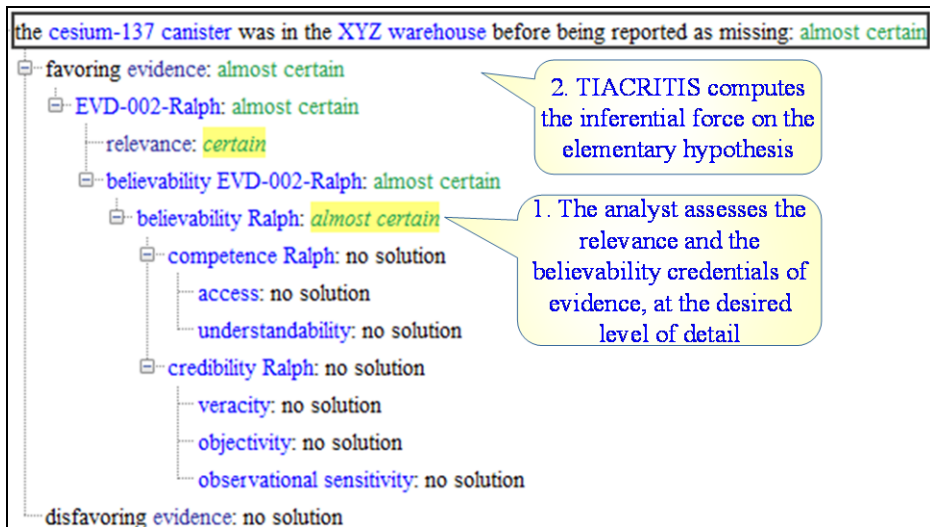 the cesium-137 canister was in the XYZ warehouse before being reported as missing: almost certain
favoring evidence: almost certain
EVD-002-Ralph: almost certain
relevance: certain
believability EVD-002-Ralph: almost certain
believability Ralph: almost certain
competence Ralph: no solution
access: no solution
understandability: no solution
credibility Ralph: no solution
veracity: no solution
objectivity: no solution
observational sensitivity: no solution
disfavoring evidence: no solution
2. TIACRITIS computes
the inferential force on the
elementary hypothesis
1. The analyst assesses the
relevance and the
believability credentials of
evidence, at the desired
level of detail